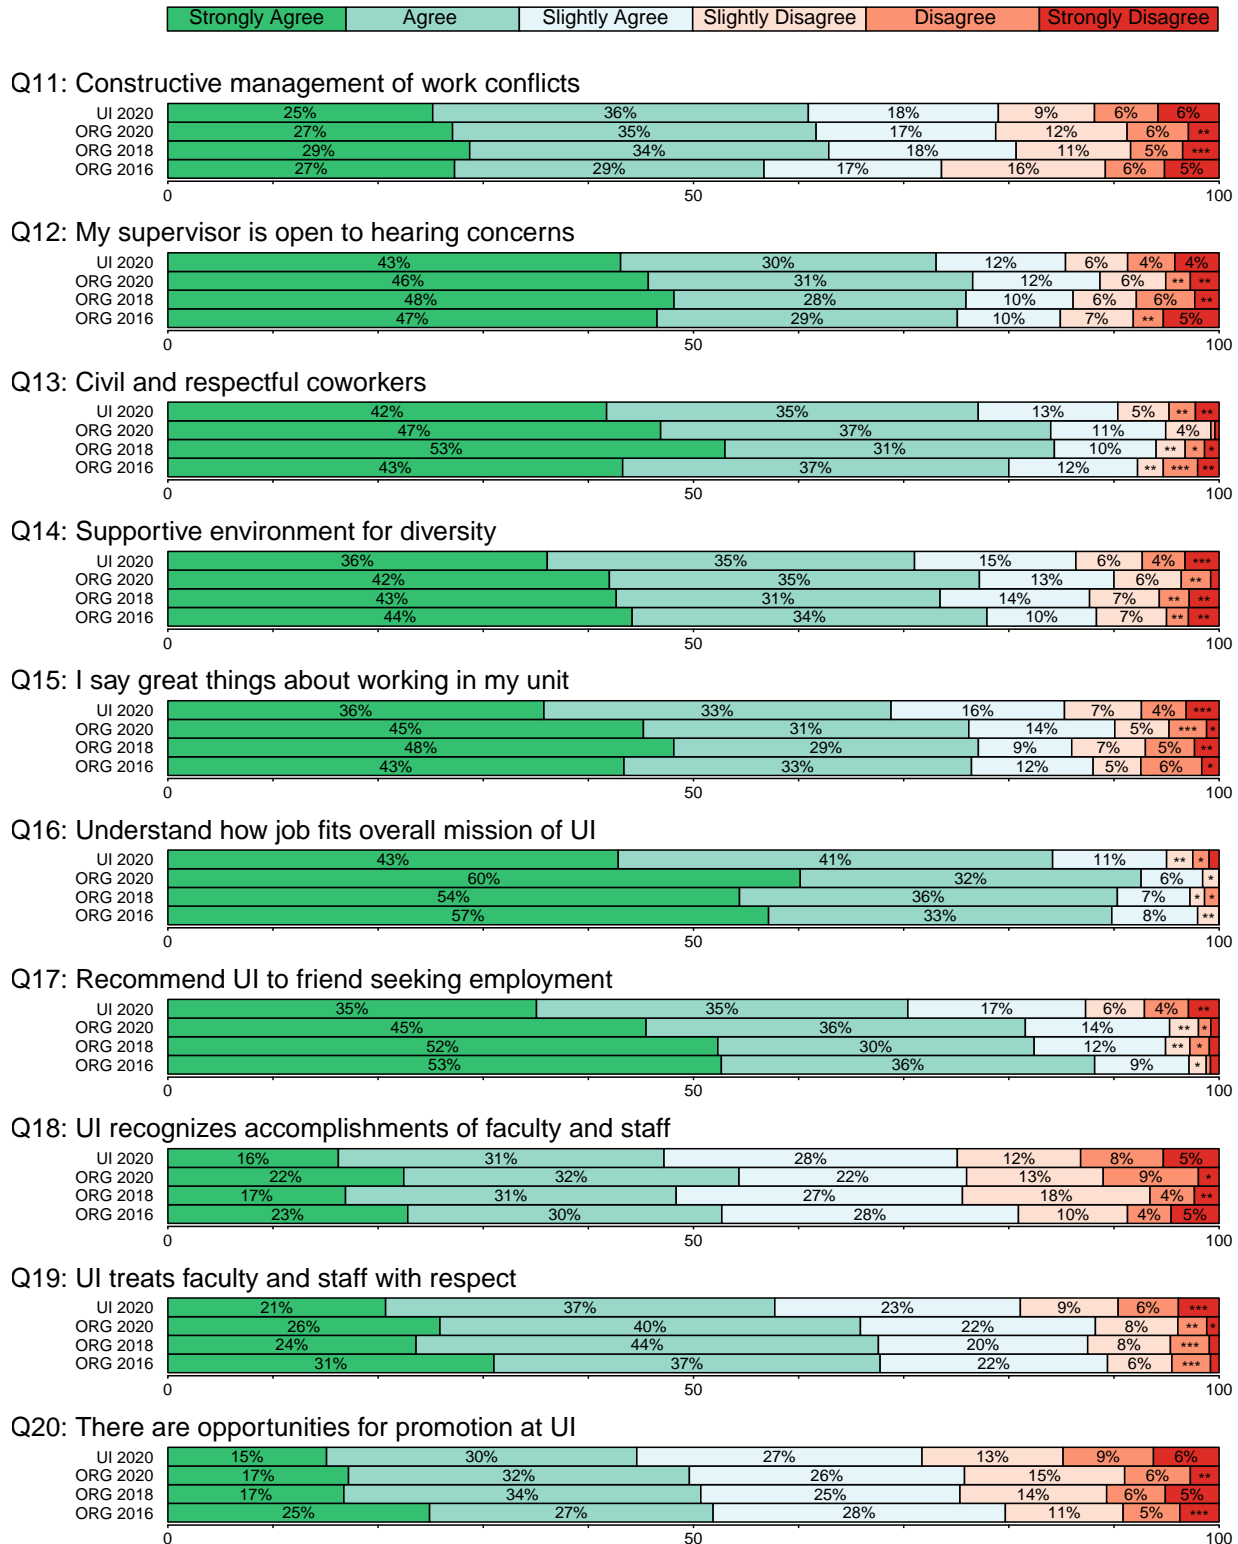 Strongly Agree Agree Slightly Agree Slightly Disagree Disagree Strongly Disagree
Q11: Constructive management of work conflicts
UI 2020 25% 36% 18% 9% 6% 6%
ORG 2020 27% 35% 17% 12% 6% **
ORG 2018 29% 34% 18% 11% 5% ***
ORG 2016 27% 29% 17% 16% 6% 5%
0 50 100
Q12: My supervisor is open to hearing concerns
UI 2020 43% 30% 12% 6% 4% 4%
ORG 2020 46% 31% 12% 6% ** **
ORG 2018 48% 28% 10% 6% 6% **
ORG 2016 47% 29% 10% 7% ** 5%
0 50 100
Q13: Civil and respectful coworkers
UI 2020 42% 35% 13% 5% ** **
ORG 2020 47% 37% 11% 4%
ORG 2018 53% 31% 10% ** * *
ORG 2016 43% 37% 12% ** *** **
0 50 100
Q14: Supportive environment for diversity
UI 2020 36% 35% 15% 6% 4% ***
ORG 2020 42% 35% 13% 6% **
ORG 2018 43% 31% 14% 7% ** **
ORG 2016 44% 34% 10% 7% ** **
0 50 100
Q15: I say great things about working in my unit
UI 2020 36% 33% 16% 7% 4% ***
ORG 2020 45% 31% 14% 5% *** *
ORG 2018 48% 29% 9% 7% 5% **
ORG 2016 43% 33% 12% 5% 6% *
0 50 100
Q16: Understand how job fits overall mission of UI
UI 2020 43% 41% 11% ** *
ORG 2020 60% 32% 6% *
ORG 2018 54% 36% 7% * *
ORG 2016 57% 33% 8% **
0 50 100
Q17: Recommend UI to friend seeking employment
UI 2020 35% 35% 17% 6% 4% **
ORG 2020 45% 36% 14% ** *
ORG 2018 52% 30% 12% ** *
ORG 2016 53% 36% 9% *
0 50 100
Q18: UI recognizes accomplishments of faculty and staff
UI 2020 16% 31% 28% 12% 8% 5%
ORG 2020 22% 32% 22% 13% 9% *
ORG 2018 17% 31% 27% 18% 4% **
ORG 2016 23% 30% 28% 10% 4% 5%
0 50 100
Q19: UI treats faculty and staff with respect
UI 2020 21% 37% 23% 9% 6% ***
ORG 2020 26% 40% 22% 8% ** *
ORG 2018 24% 44% 20% 8% ***
ORG 2016 31% 37% 22% 6% ***
0 50 100
Q20: There are opportunities for promotion at UI
UI 2020 15% 30% 27% 13% 9% 6%
ORG 2020 17% 32% 26% 15% 6% **
ORG 2018 17% 34% 25% 14% 6% 5%
ORG 2016 25% 27% 28% 11% 5% ***
0 50 100